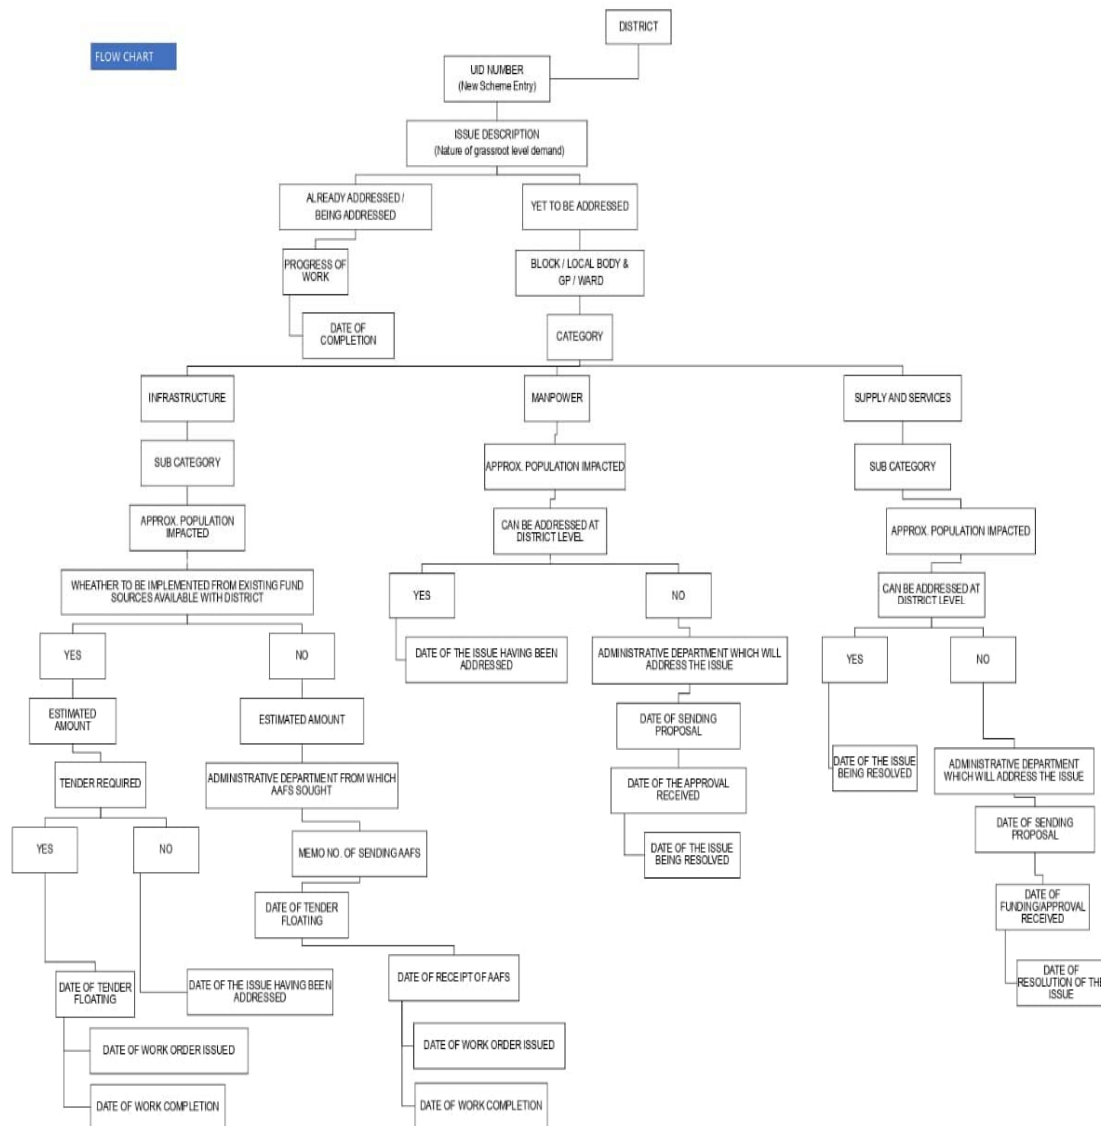 DISTRICT
FLOW CHART
UID NUMBER
(New Scheme Entry)
ISSUE DESCRIPTION
(Nature of grassroot level demand)
ALREADY ADDRESSED /
BEING ADDRESSED
YET TO BE ADDRESSED
PROGRESS OF
WORK
BLOCK / LOCAL BODY &
GP / WARD
DATE OF
COMPLETION
CATEGORY
INFRASTRUCTURE
MANPOWER
SUPPLY AND SERVICES
SUB CATEGORY
APPROX. POPULATION IMPACTED
SUB CATEGORY
APPROX. POPULATION
IMPACTED
CAN BE ADDRESSED AT
DISTRICT LEVEL
APPROX. POPULATION IMPACTED
WHEATHER TO BE IMPLEMENTED FROM EXISTING FUND
SOURCES AVAILABLE WITH DISTRICT
YES
NO
CAN BE ADDRESSED AT
DISTRICT LEVEL
YES
NO
DATE OF THE ISSUE HAVING BEEN
ADDRESSED
ADMINISTRATIVE DEPARTMENT WHICH WILL
ADDRESS THE ISSUE
YES
NO
ESTIMATED
AMOUNT
ESTIMATED AMOUNT
DATE OF SENDING
PROPOSAL
DATE OF THE ISSUE
BEING RESOLVED
ADMINISTRATIVE DEPARTMENT
WHICH WILL ADDRESS THE ISSUE
TENDER REQUIRED
ADMINISTRATIVE DEPARTMENT FROM WHICH
AAFS SOUGHT
DATE OF THE APPROVAL
RECEIVED
DATE OF SENDING
PROPOSAL
YES
NO
MEMO NO. OF SENDING AAFS
DATE OF THE ISSUE
BEING RESOLVED
DATE OF TENDER
FLOATING
DATE OF
FUNDING/APPROVAL
RECEIVED
DATE OF TENDER
FLOATING
DATE OF THE ISSUE HAVING BEEN
ADDRESSED
DATE OF RECEIPT OF AAFS
DATE OF
RESOLUTION OF THE
ISSUE
DATE OF WORK ORDER ISSUED
DATE OF WORK ORDER ISSUED
DATE OF WORK COMPLETION
DATE OF WORK COMPLETION